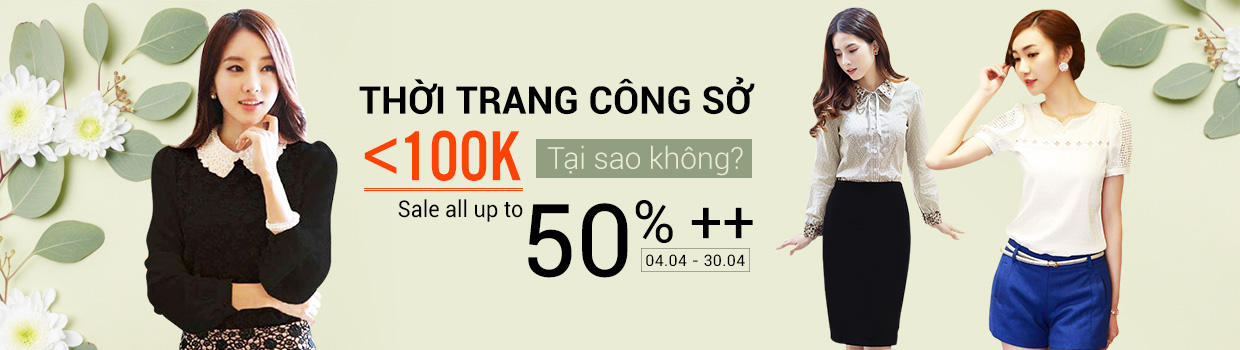 THỜI TRANG CÔNG SỞ
<100K Tại sao không?
Sale all up to 50% ++
04.04 - 30.04